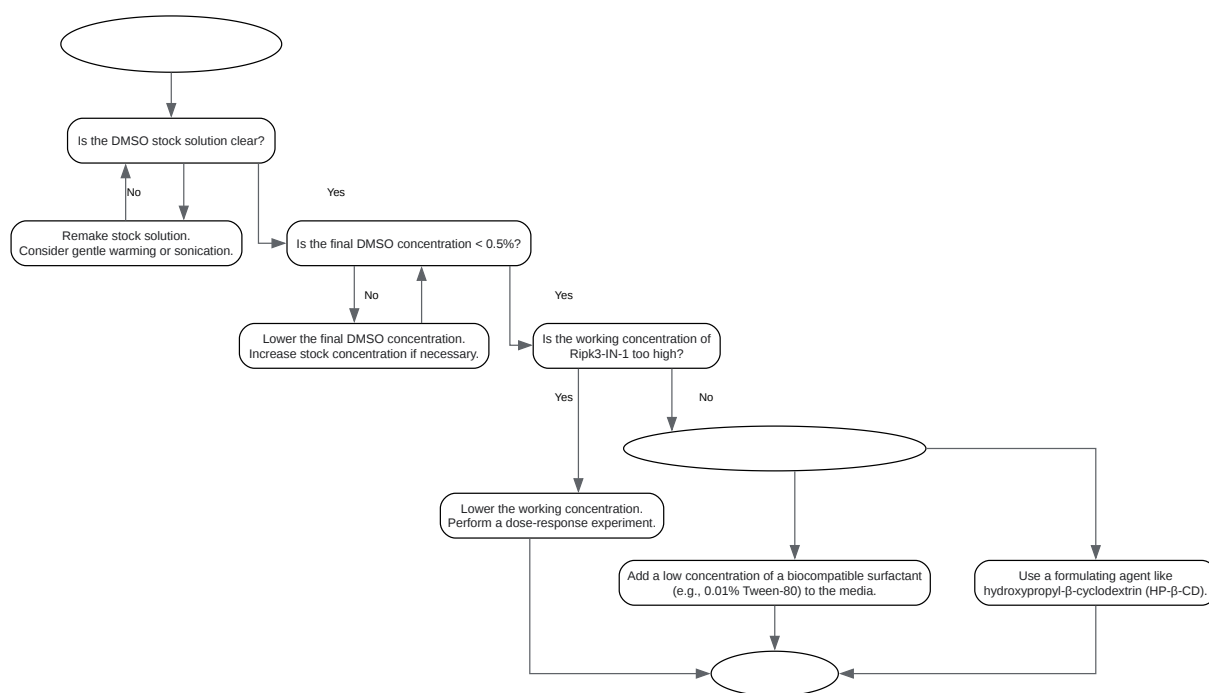 Is the DMSO stock solution clear?
No
Yes
Remake stock solution.
Consider gentle warming or sonication.
Is the final DMSO concentration < 0.5%?
No
Yes
Lower the final DMSO concentration.
Increase stock concentration if necessary.
Is the working concentration of
Ripk3-IN-1 too high?
Yes
No
Lower the working concentration.
Perform a dose-response experiment.
Add a low concentration of a biocompatible surfactant
(e.g., 0.01% Tween-80) to the media.
Use a formulating agent like
hydroxypropyl-β-cyclodextrin (HP-β-CD).